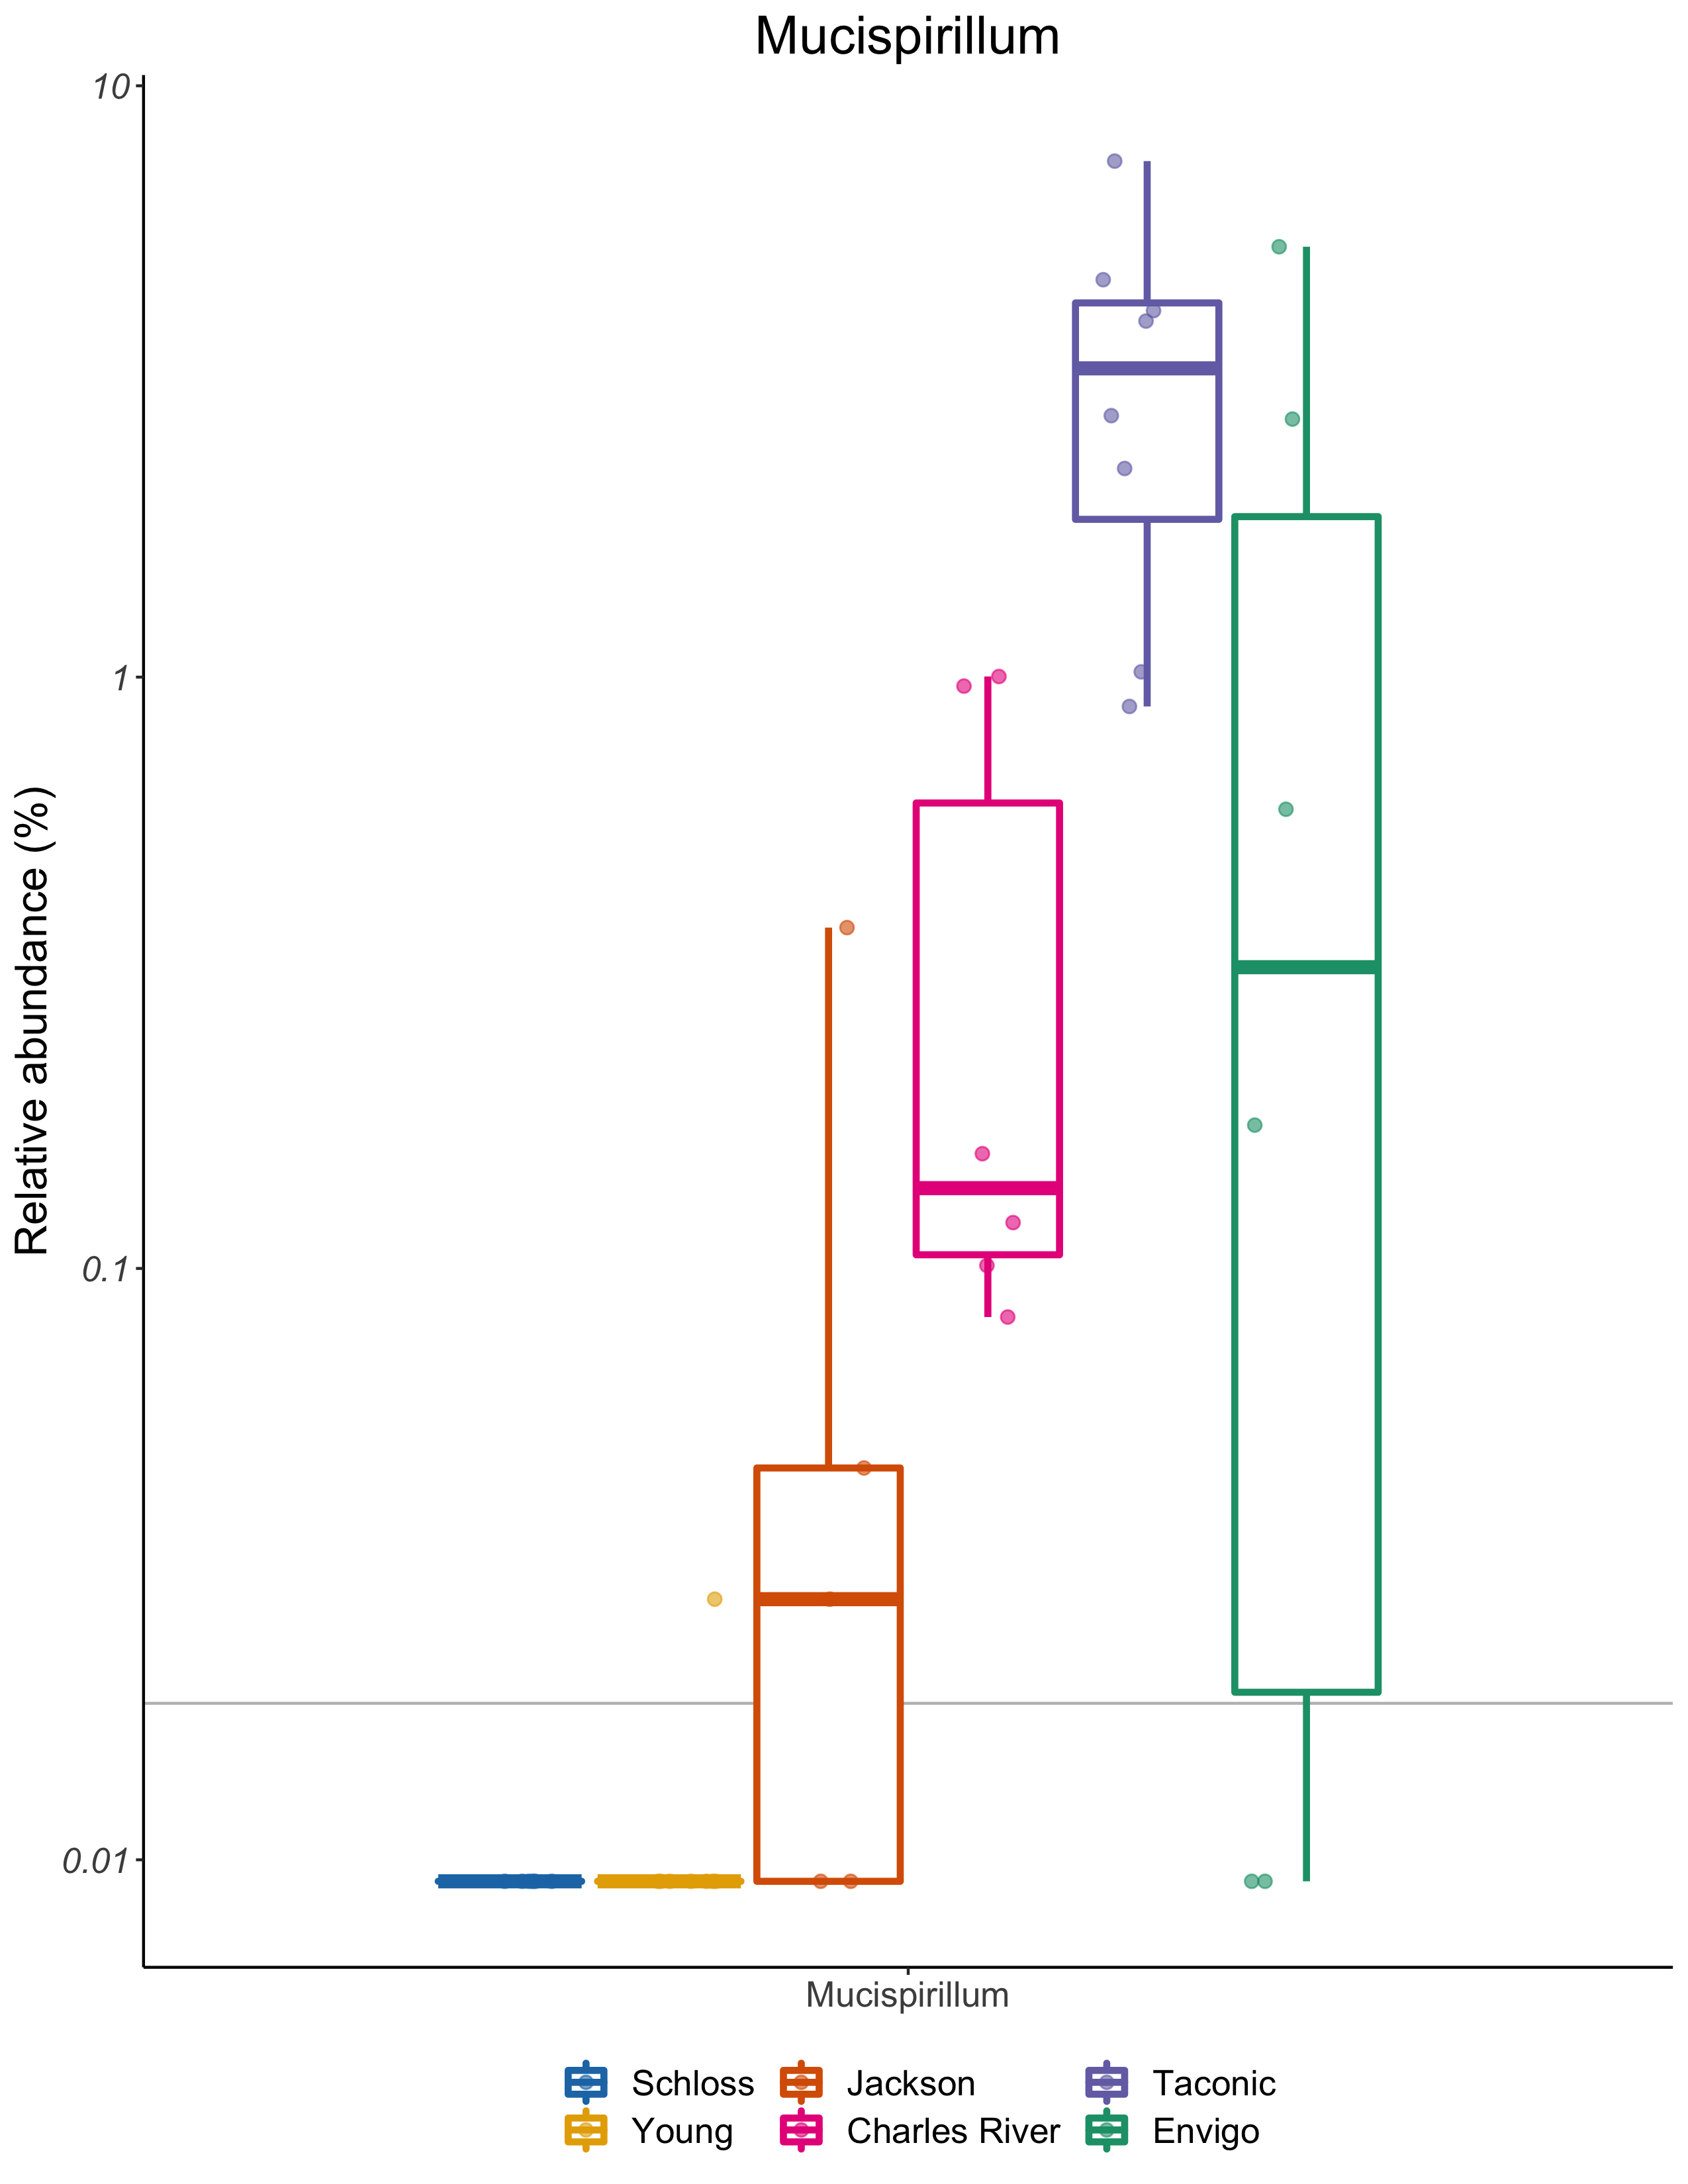 Mucispirillum
10
1
0.1
0.01
Relative abundance (%)
Mucispirillum
Schloss Jackson Taconic
Young Charles River Envigo